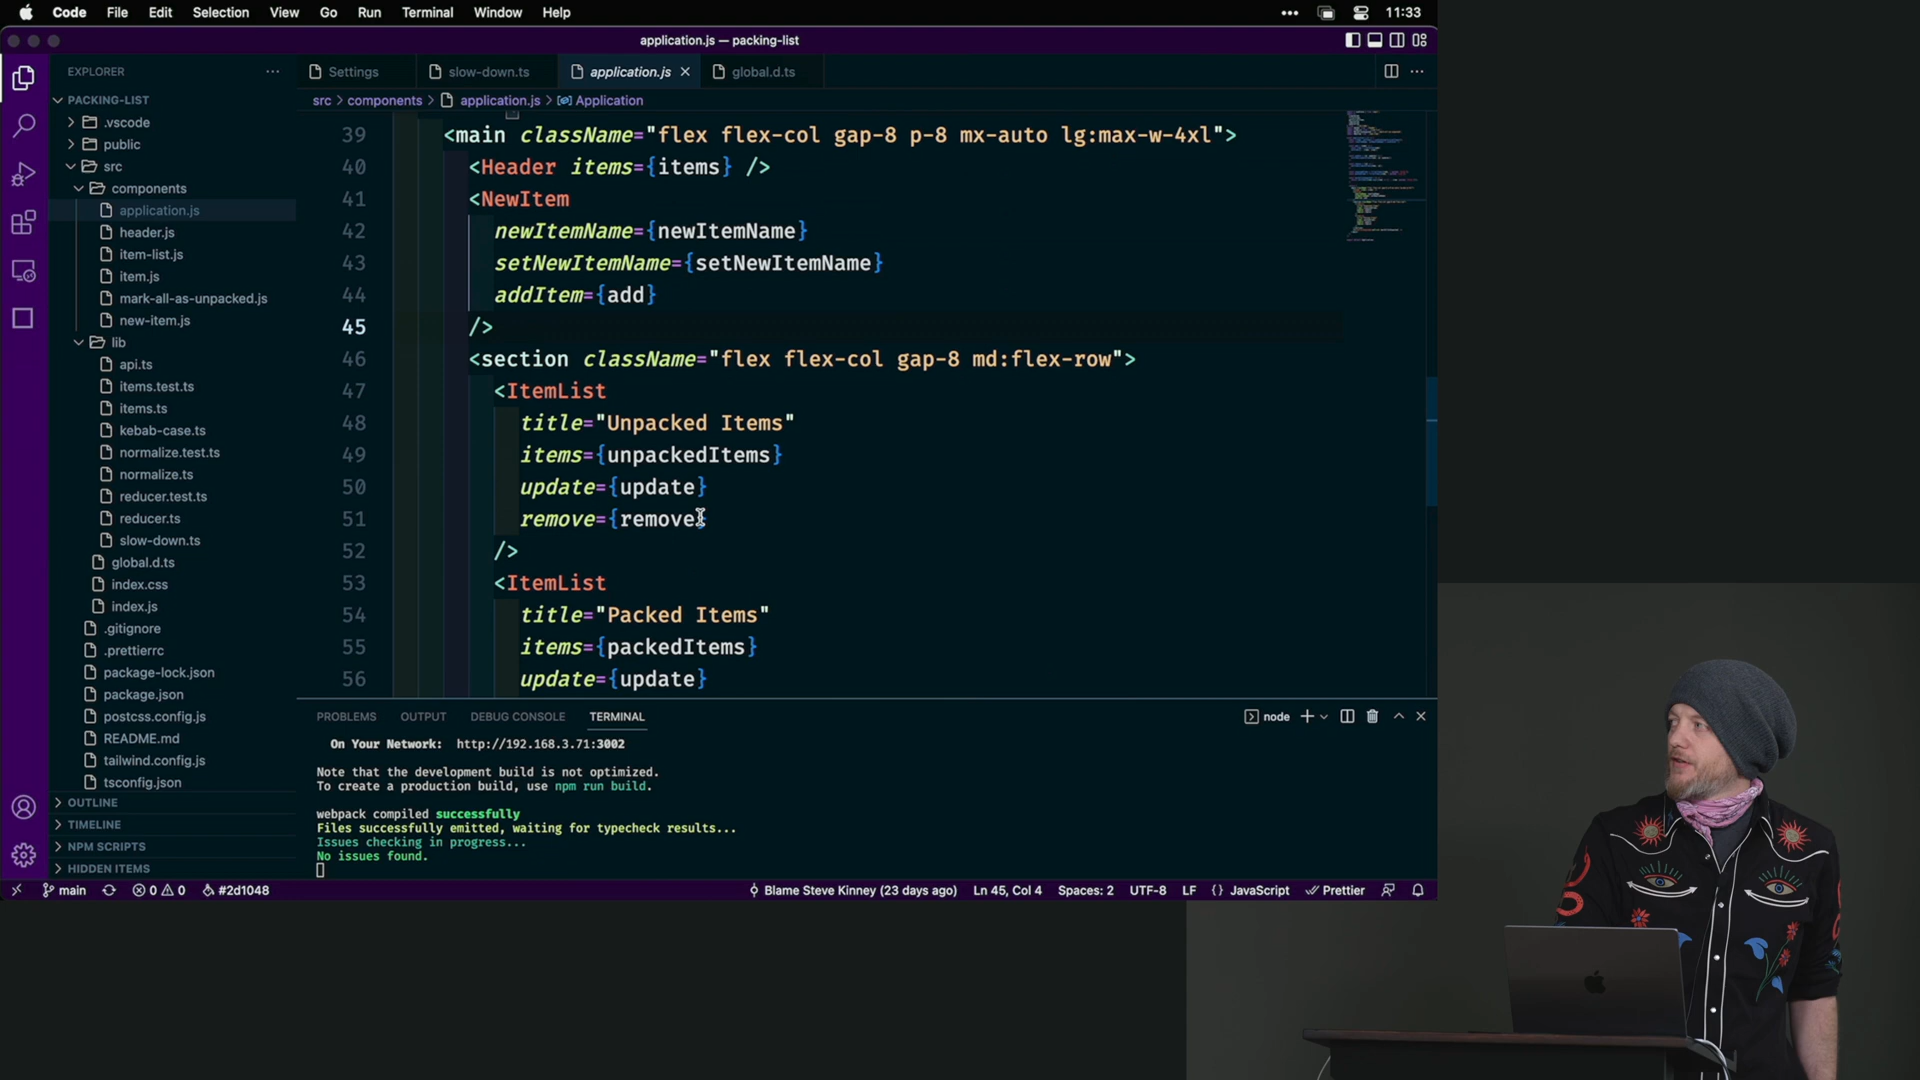 Code File Edit Selection View Go Run Terminal Window Help 11:33
application.js — packing-list
EXPLORER
Settings
slow-down.ts
application.js
global.d.ts
src > components > application.js > Application
PACKING-LIST
.vscode
public
src
components
application.js
header.js
item-list.js
item.js
mark-all-as-unpacked.js
new-item.js
lib
api.ts
items.test.ts
items.ts
kebab-case.ts
normalize.test.ts
normalize.ts
reducer.test.ts
reducer.ts
slow-down.ts
global.d.ts
index.css
index.js
.gitignore
.prettierrc
package-lock.json
package.json
postcss.config.js
README.md
tailwind.config.js
tsconfig.json
OUTLINE
TIMELINE
NPM SCRIPTS
HIDDEN ITEMS
39 <main className="flex flex-col gap-8 p-8 mx-auto lg:max-w-4xl">
40 <Header items={items} />
41 <NewItem
42 newItemName={newItemName}
43 setNewItemName={setNewItemName}
44 addItem={add}
45 />
46 <section className="flex flex-col gap-8 md:flex-row">
47 <ItemList
48 title="Unpacked Items"
49 items={unpackedItems}
50 update={update}
51 remove={remove}
52 />
53 <ItemList
54 title="Packed Items"
55 items={packedItems}
56 update={update}
PROBLEMS OUTPUT DEBUG CONSOLE TERMINAL
node
On Your Network: http://192.168.3.71:3002
Note that the development build is not optimized.
To create a production build, use npm run build.
webpack compiled successfully
Files successfully emitted, waiting for typecheck results...
Issues checking in progress...
No issues found.
main 0 0 #2d1048 Blame Steve Kinney (23 days ago) Ln 45, Col 4 Spaces: 2 UTF-8 LF {} JavaScript Prettier